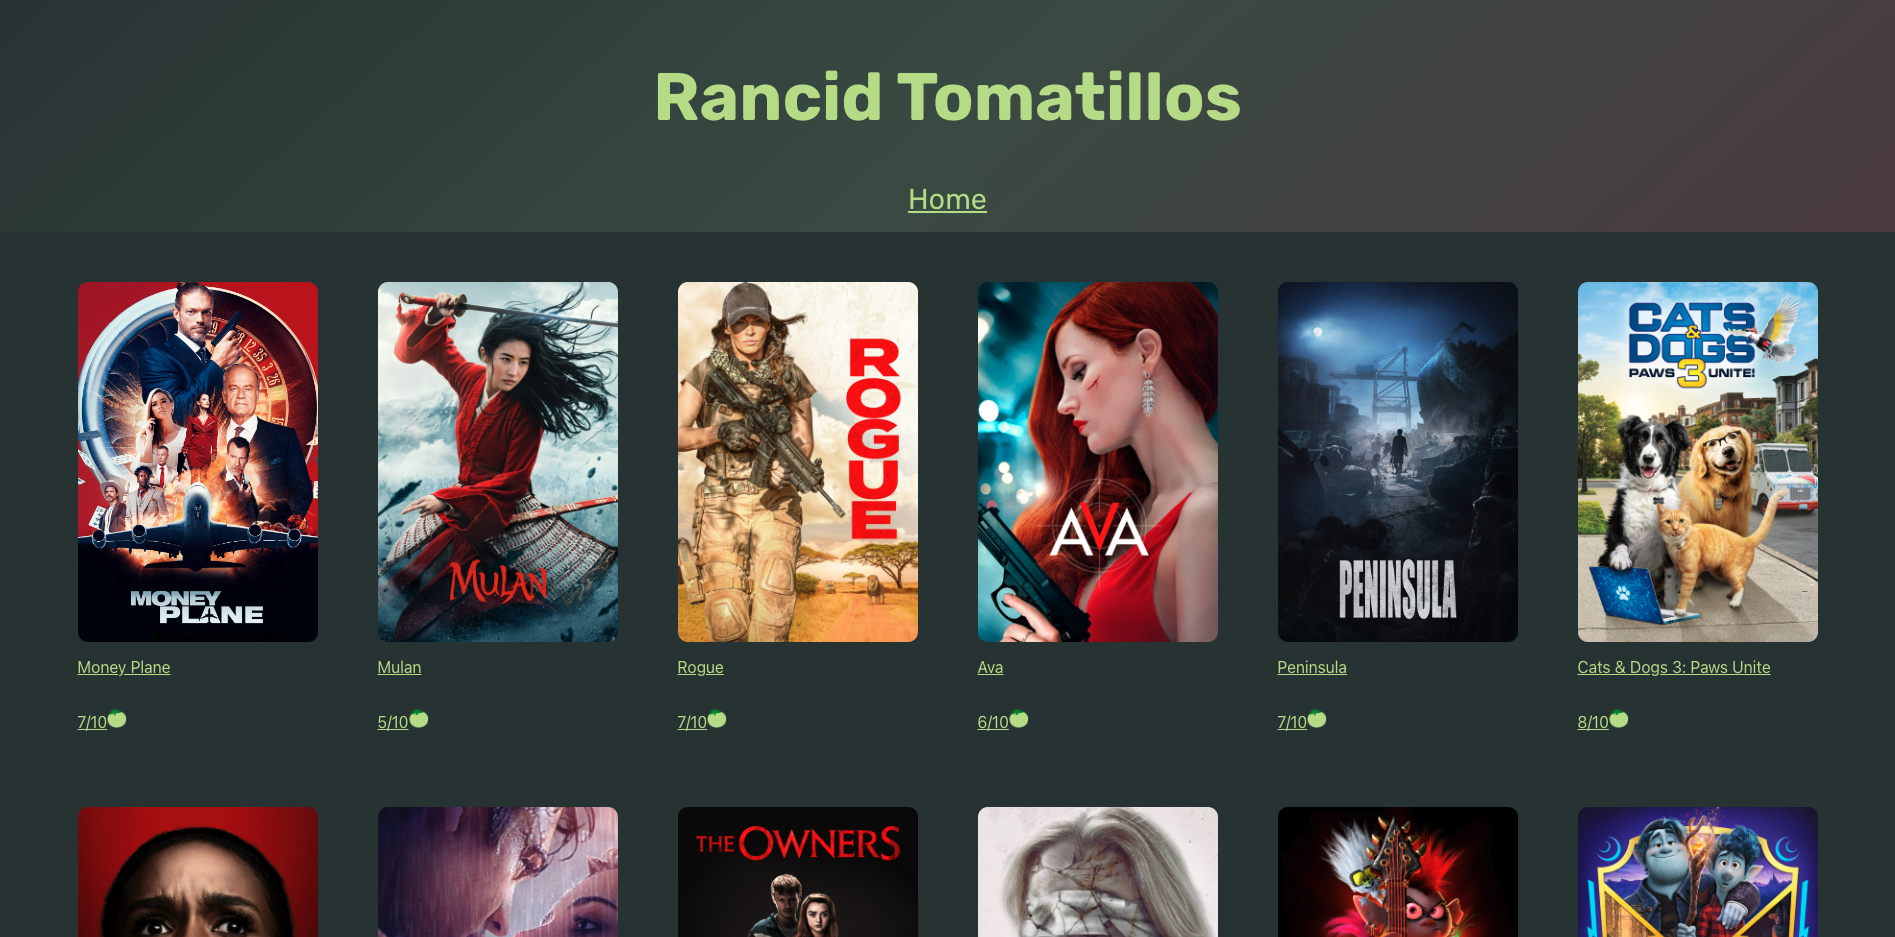 Rancid Tomatillos
Home
MONEY
PLANE
MULAN
ROGUE
AVA
PENINSULA
CATS
&
DOGS
PAWS 3 UNITE!
Money Plane
Mulan
Rogue
Ava
Peninsula
Cats & Dogs 3: Paws Unite
7/10
5/10
7/10
6/10
7/10
8/10
THE OWNERS